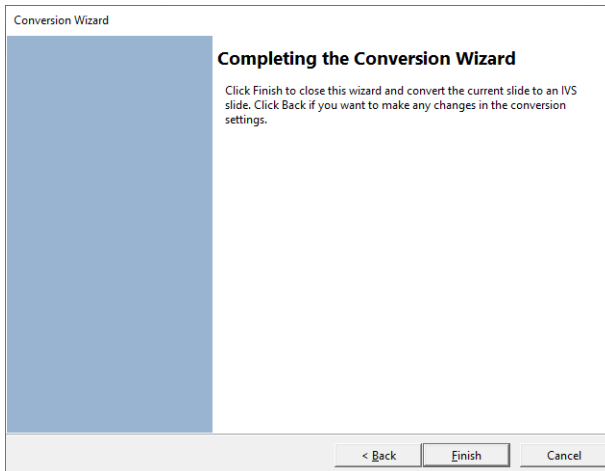 Conversion Wizard
Completing the Conversion Wizard
Click Finish to close this wizard and convert the current slide to an IVS
slide. Click Back if you want to make any changes in the conversion
settings.
< Back
Finish
Cancel